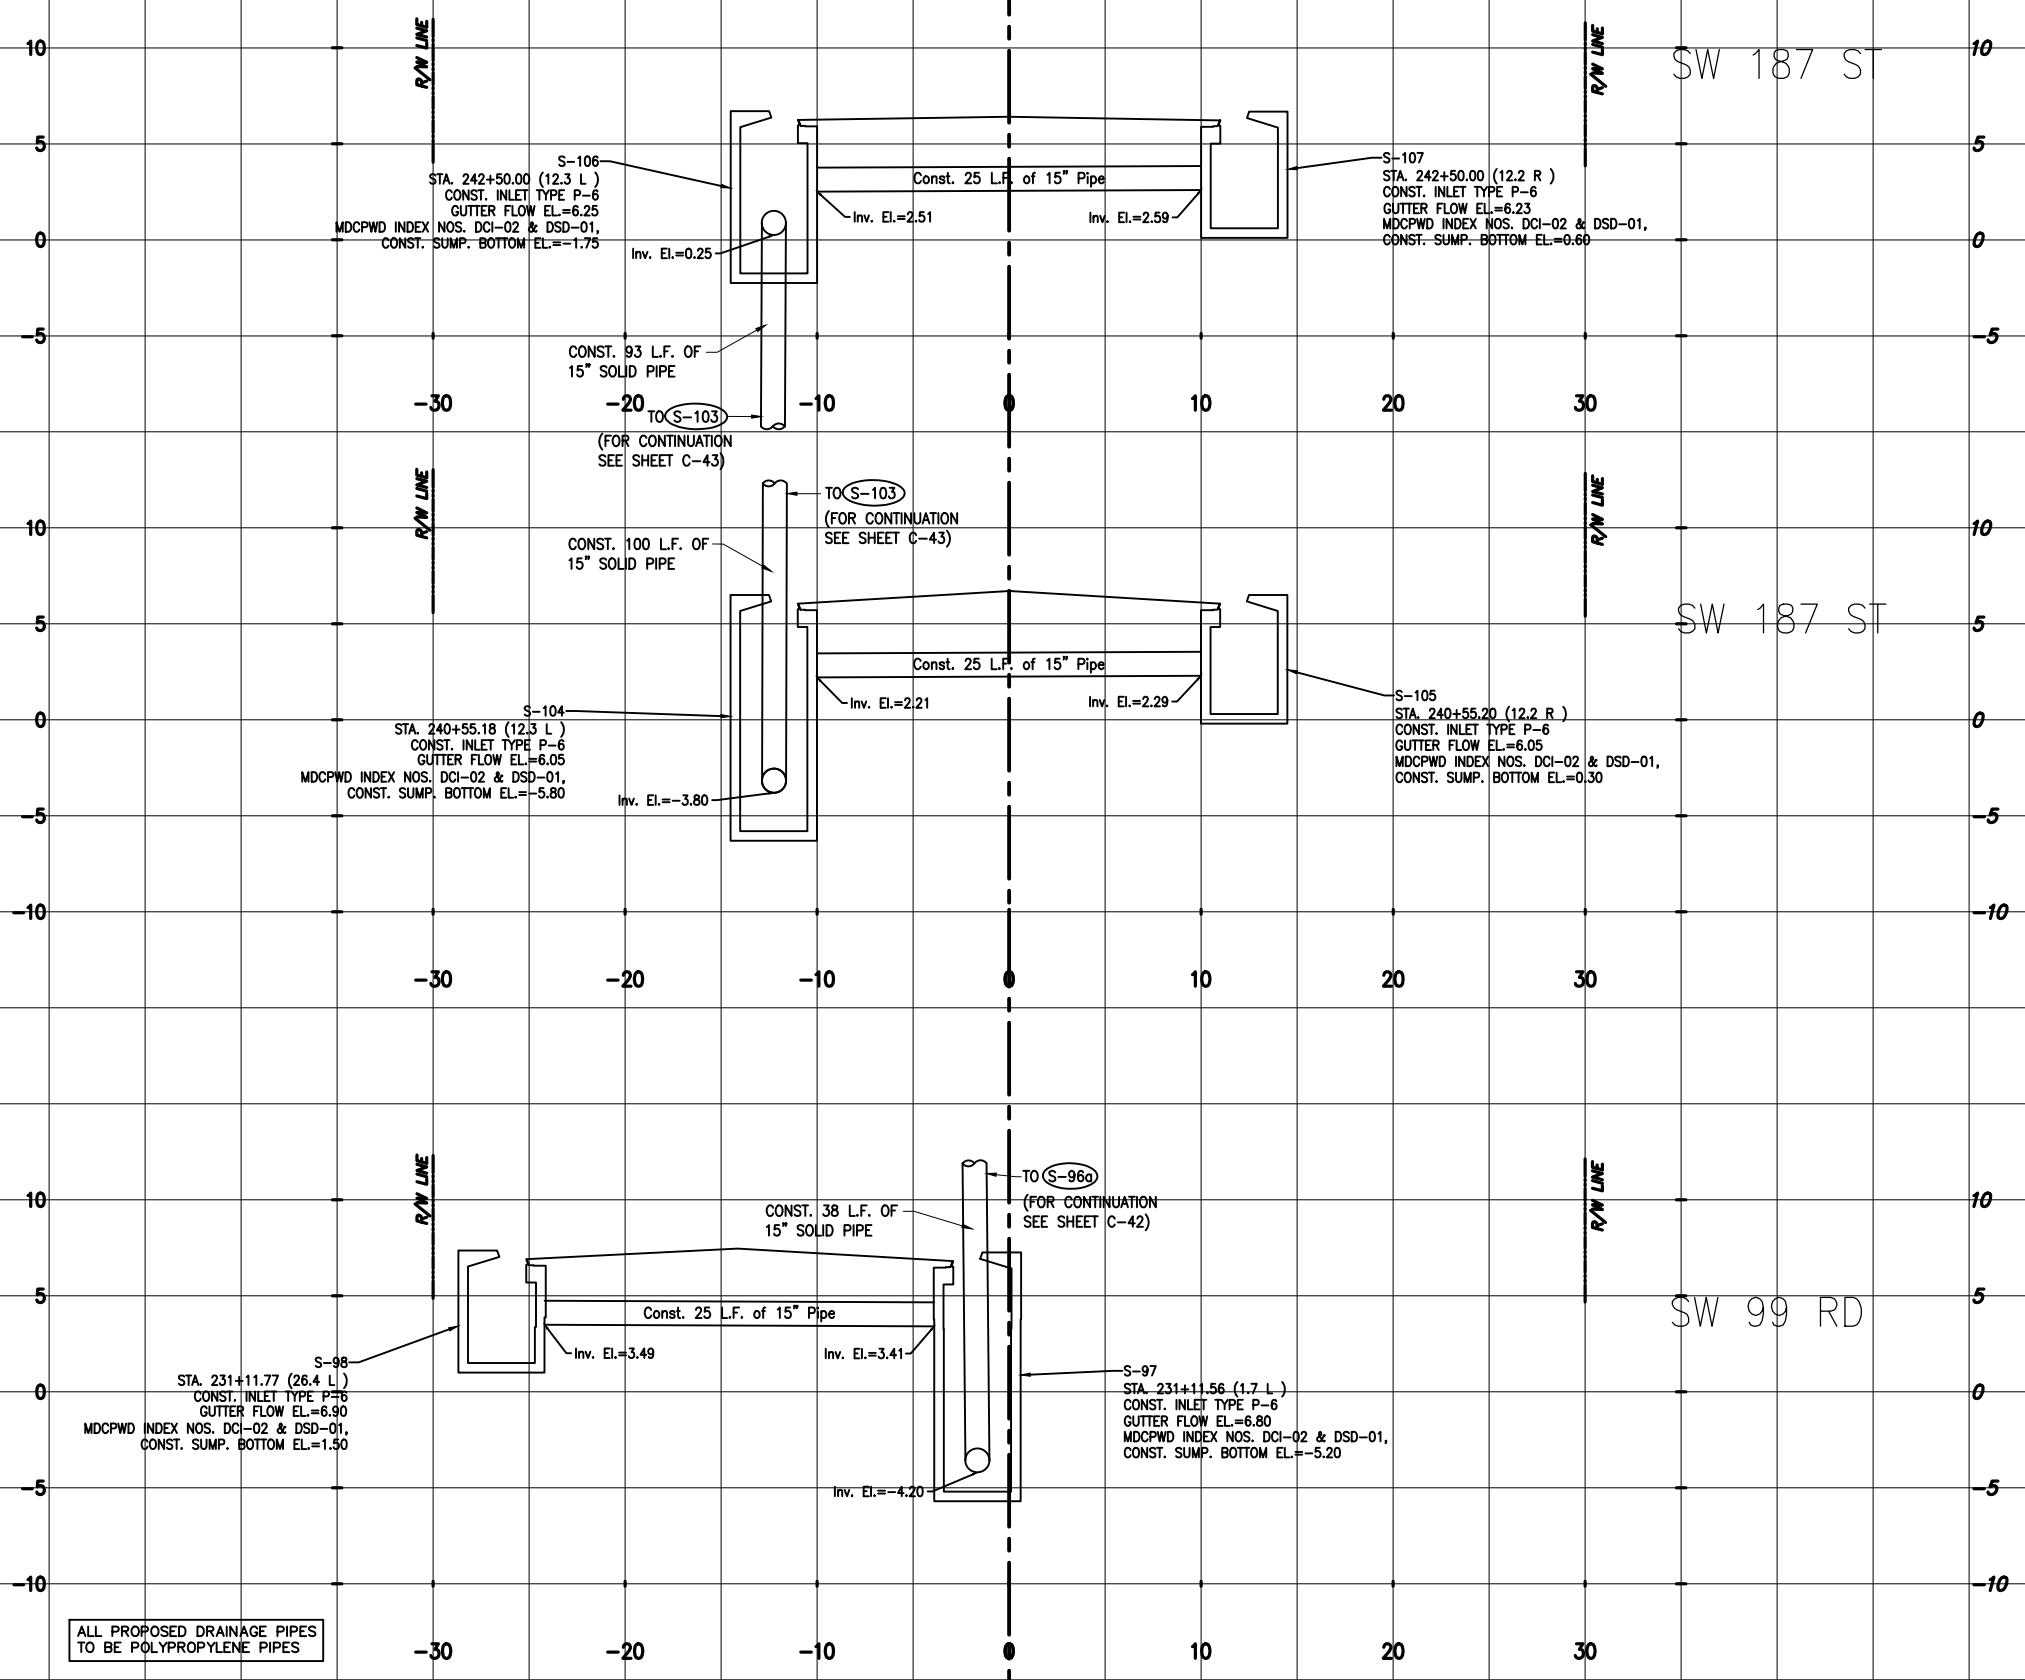 R/W LINE
R/W LINE
SW 187 ST
10
10
5
5
0
0
-5
-5
S-106
STA. 242+50.00 (12.3 L )
CONST. INLET TYPE P-6
GUTTER FLOW EL.=6.25
MDCPWD INDEX NOS. DCI-02 & DSD-01,
CONST. SUMP. BOTTOM EL.=-1.75
Const. 25 L.F. of 15" Pipe
Inv. El.=2.51
Inv. El.=2.59
Inv. El.=0.25
S-107
STA. 242+50.00 (12.2 R )
CONST. INLET TYPE P-6
GUTTER FLOW EL.=6.23
MDCPWD INDEX NOS. DCI-02 & DSD-01,
CONST. SUMP. BOTTOM EL.=0.60
CONST. 93 L.F. OF
15" SOLID PIPE
-30
-20
-10
0
10
20
30
TO S-103
(FOR CONTINUATION
SEE SHEET C-43)
R/W LINE
R/W LINE
SW 187 ST
10
10
5
5
0
0
-5
-5
-10
-10
TO S-103
(FOR CONTINUATION
SEE SHEET C-43)
CONST. 100 L.F. OF
15" SOLID PIPE
Const. 25 L.F. of 15" Pipe
Inv. El.=2.21
Inv. El.=2.29
S-104
STA. 240+55.18 (12.3 L )
CONST. INLET TYPE P-6
GUTTER FLOW EL.=6.05
MDCPWD INDEX NOS. DCI-02 & DSD-01,
CONST. SUMP. BOTTOM EL.=-5.80
Inv. El.=-3.80
S-105
STA. 240+55.20 (12.2 R )
CONST. INLET TYPE P-6
GUTTER FLOW EL.=6.05
MDCPWD INDEX NOS. DCI-02 & DSD-01,
CONST. SUMP. BOTTOM EL.=0.30
-30
-20
-10
0
10
20
30
R/W LINE
R/W LINE
SW 99 RD
10
10
5
5
0
0
-5
-5
-10
-10
TO S-96a
(FOR CONTINUATION
SEE SHEET C-42)
CONST. 38 L.F. OF
15" SOLID PIPE
Const. 25 L.F. of 15" Pipe
Inv. El.=3.49
Inv. El.=3.41
S-98
STA. 231+11.77 (26.4 L )
CONST. INLET TYPE P-6
GUTTER FLOW EL.=6.90
MDCPWD INDEX NOS. DCI-02 & DSD-01,
CONST. SUMP. BOTTOM EL.=1.50
S-97
STA. 231+11.56 (1.7 L )
CONST. INLET TYPE P-6
GUTTER FLOW EL.=6.80
MDCPWD INDEX NOS. DCI-02 & DSD-01,
CONST. SUMP. BOTTOM EL.=-5.20
Inv. El.=-4.20
ALL PROPOSED DRAINAGE PIPES
TO BE POLYPROPYLENE PIPES
-30
-20
-10
0
10
20
30